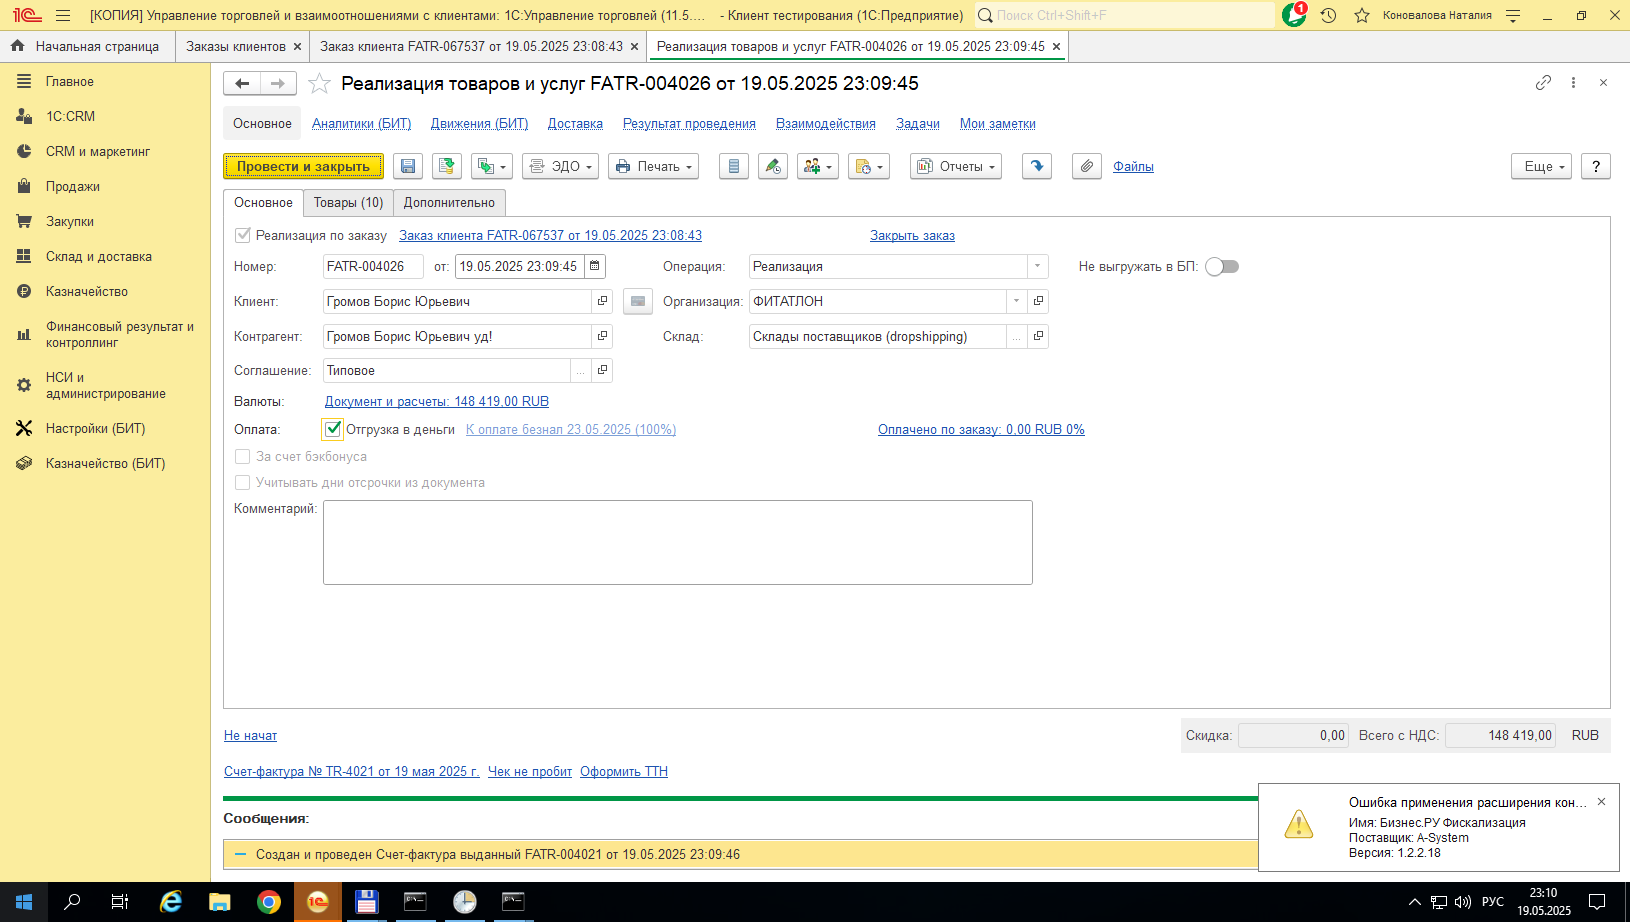 [КОПИЯ] Управление торговлей и взаимоотношениями с клиентами: 1С:Управление торговлей (11.5.... - Клиент тестирования (1С:Предприятие)
Поиск Ctrl+Shift+F
1
Коновалова Наталия
Начальная страница
Заказы клиентов ×
Заказ клиента FATR-067537 от 19.05.2025 23:08:43 ×
Реализация товаров и услуг FATR-004026 от 19.05.2025 23:09:45 ×
Главное
1С:CRM
CRM и маркетинг
Продажи
Закупки
Склад и доставка
Казначейство
Финансовый результат и
контроллинг
НСИ и
администрирование
Настройки (БИТ)
Казначейство (БИТ)
Реализация товаров и услуг FATR-004026 от 19.05.2025 23:09:45
Основное Аналитики (БИТ) Движения (БИТ) Доставка Результат проведения Взаимодействия Задачи Мои заметки
Провести и закрыть ЭДО Печать Отчеты Файлы Еще ?
Основное Товары (10) Дополнительно
Реализация по заказу Заказ клиента FATR-067537 от 19.05.2025 23:08:43 Закрыть заказ
Номер: FATR-004026 от: 19.05.2025 23:09:45 Операция: Реализация Не выгружать в БП:
Клиент: Громов Борис Юрьевич Организация: ФИТАТЛОН
Контрагент: Громов Борис Юрьевич уд! Склад: Склады поставщиков (dropshipping) ...
Соглашение: Типовое ...
Валюты: Документ и расчеты: 148 419,00 RUB
Оплата: Отгрузка в деньги К оплате безнал 23.05.2025 (100%) Оплачено по заказу: 0,00 RUB 0%
За счет бэкбонуса
Учитывать дни отсрочки из документа
Комментарий:
Не начат
Скидка: 0,00 Всего с НДС: 148 419,00 RUB
Счет-фактура № TR-4021 от 19 мая 2025 г. Чек не пробит Оформить ТТН
Сообщения:
Создан и проведен Счет-фактура выданный FATR-004021 от 19.05.2025 23:09:46
Ошибка применения расширения кон... ×
Имя: Бизнес.РУ Фискализация
Поставщик: A-System
Версия: 1.2.2.18
РУС
23:10
19.05.2025